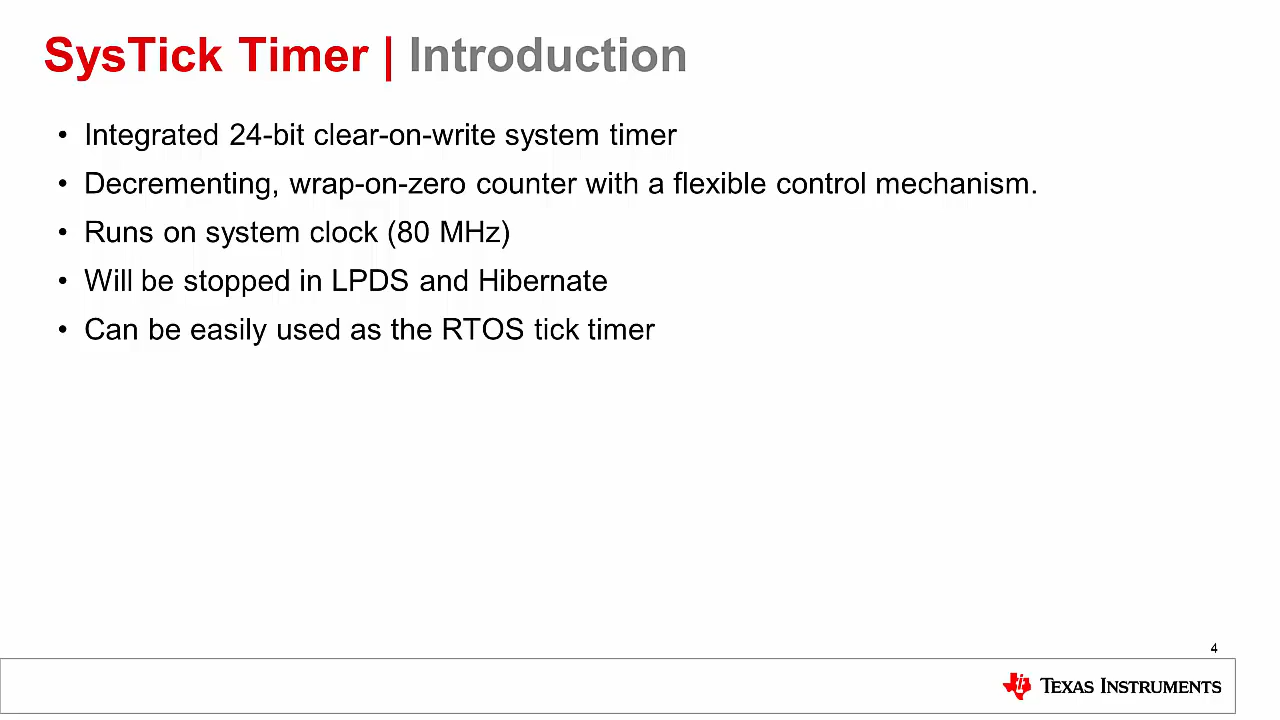 SysTick Timer | Introduction
• Integrated 24-bit clear-on-write system timer
• Decrementing, wrap-on-zero counter with a flexible control mechanism.
• Runs on system clock (80 MHz)
• Will be stopped in LPDS and Hibernate
• Can be easily used as the RTOS tick timer
4
TEXAS INSTRUMENTS